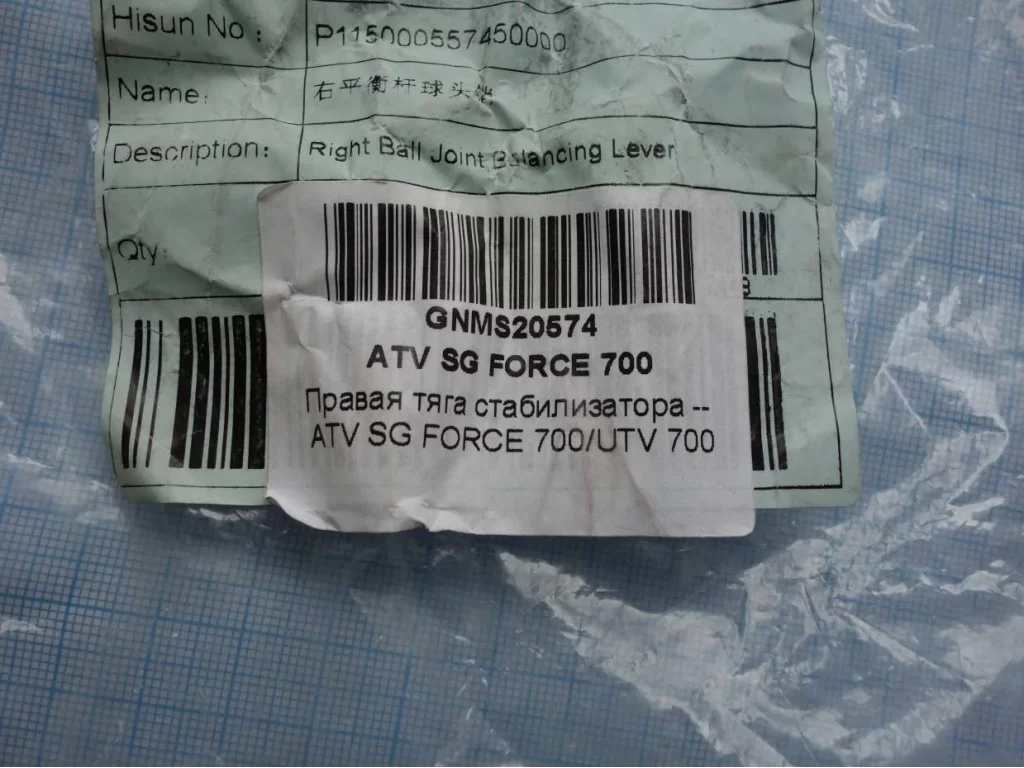 Hisun No : P115000557450000
Name: 右平衡杆球头端
Description: Right Ball Joint Balancing Lever
Qty:
GNMS20574
ATV SG FORCE 700
Правая тяга стабилизатора --
ATV SG FORCE 700/UTV 700